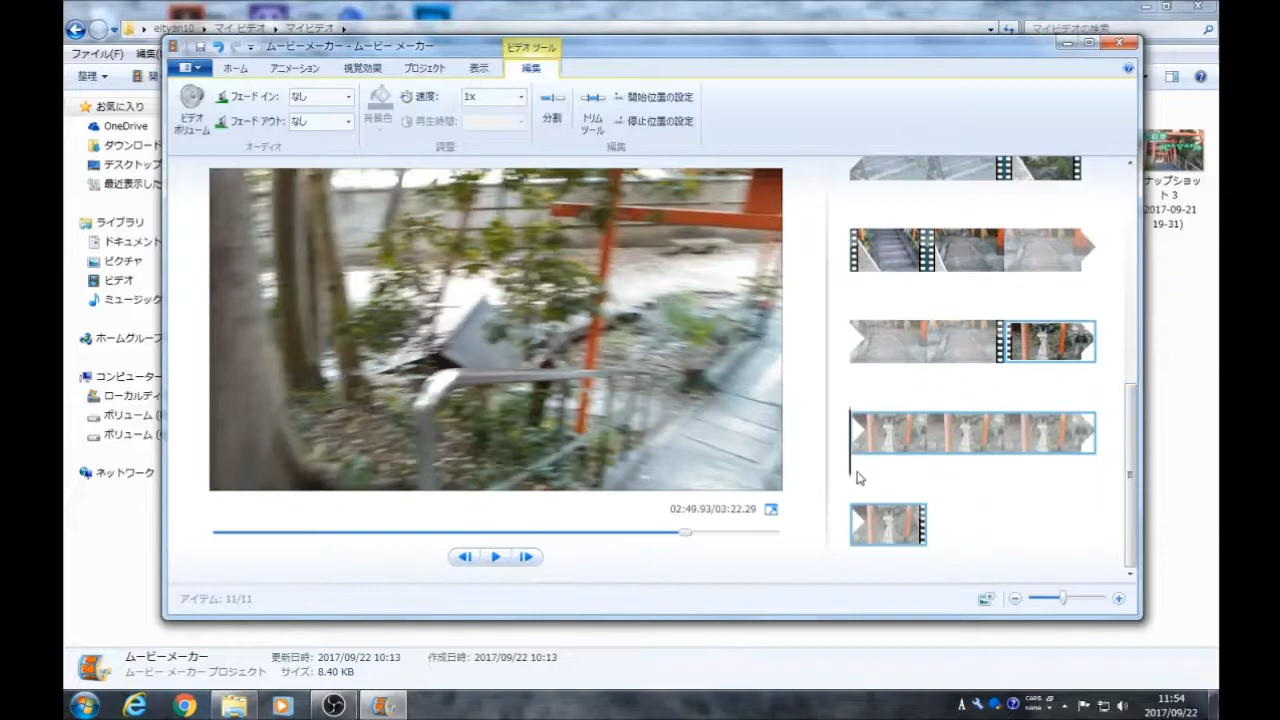 eityan10 ▸ マイ ビデオ ▸ マイビデオ ▸
マイビデオの検索
ファイル(F)
整理
お気に入り
OneDrive
ダウンロード
デスクトップ
最近表示した
ライブラリ
ドキュメント
ピクチャ
ビデオ
ミュージック
ホームグループ
コンピューター
ローカルディ
ボリューム
ボリューム
ネットワーク
ムービーメーカー - ムービー メーカー
ビデオ ツール
ホーム
アニメーション
視覚効果
プロジェクト
表示
編集
ビデオ
ボリューム
フェード イン:
なし
フェード アウト:
なし
オーディオ
背景色
速度:
1x
再生時間:
調整
分割
トリム
ツール
開始位置の設定
停止位置の設定
編集
02:49.93/03:22.29
アイテム: 11/11
ナップショット
3
(2017-09-21
19-31)
ムービーメーカー
更新日時: 2017/09/22 10:13
作成日時: 2017/09/22 10:13
ムービー メーカー プロジェクト
サイズ: 8.40 KB
A
CAPS
KANA
11:54
2017/09/22